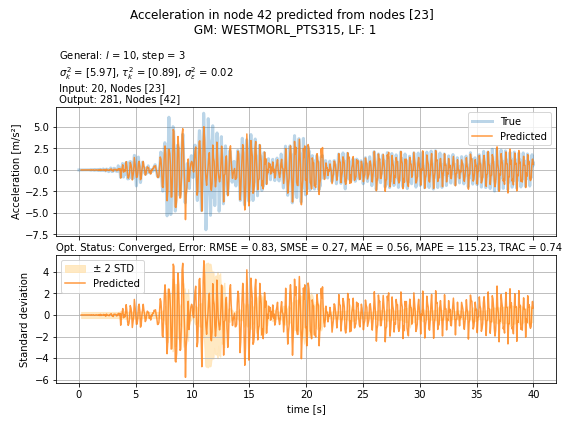 Acceleration in node 42 predicted from nodes [23]
GM: WESTMORL_PTS315, LF: 1
General: l = 10, step = 3
σ²ₖ = [5.97], τ²ₖ = [0.89], σ²ₑ = 0.02
Input: 20, Nodes [23]
Output: 281, Nodes [42]
True
Predicted
Acceleration [m/s²]
5.0
2.5
0.0
−2.5
−5.0
−7.5
Opt. Status: Converged, Error: RMSE = 0.83, SMSE = 0.27, MAE = 0.56, MAPE = 115.23, TRAC = 0.74
± 2 STD
Predicted
Standard deviation
4
2
0
−2
−4
−6
0 5 10 15 20 25 30 35 40
time [s]